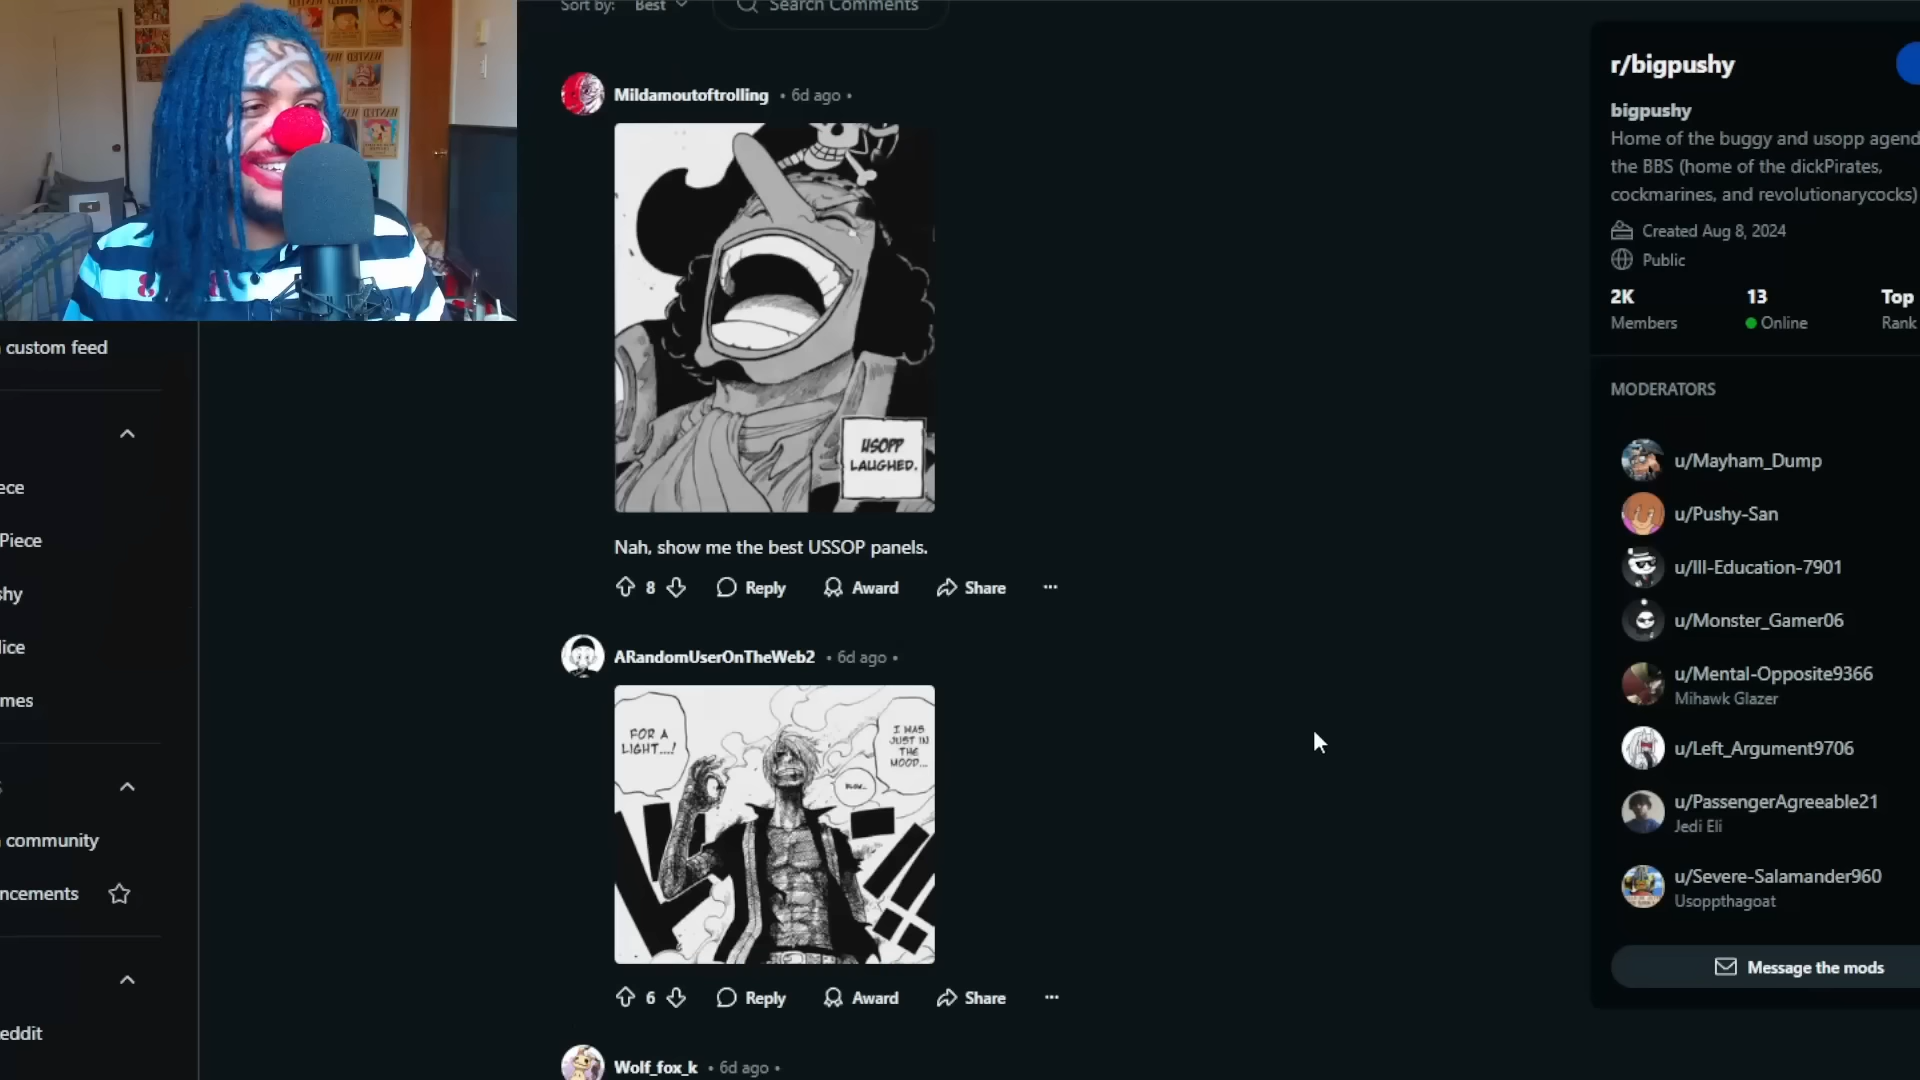 Sort by:
Best
Search Comments
Mildamoutoftrolling • 6d ago •
USOPP
LAUGHED.
Nah, show me the best USSOP panels.
8
Reply
Award
Share
ARandomUserOnTheWeb2 • 6d ago •
FOR A
LIGHT...!
I WAS
JUST IN
THE
MOOD...
6
Reply
Award
Share
Wolf_fox_k • 6d ago •
custom feed
ece
Piece
shy
lice
mes
community
ncements
eddit
r/bigpushy
bigpushy
Home of the buggy and usopp agend
the BBS (home of the dickPirates,
cockmarines, and revolutionarycocks)
Created Aug 8, 2024
Public
2K
Members
13
Online
Top
Rank
MODERATORS
u/Mayham_Dump
u/Pushy-San
u/Ill-Education-7901
u/Monster_Gamer06
u/Mental-Opposite9366
Mihawk Glazer
u/Left_Argument9706
u/PassengerAgreeable21
Jedi Eli
u/Severe-Salamander960
Usoppthagoat
Message the mods